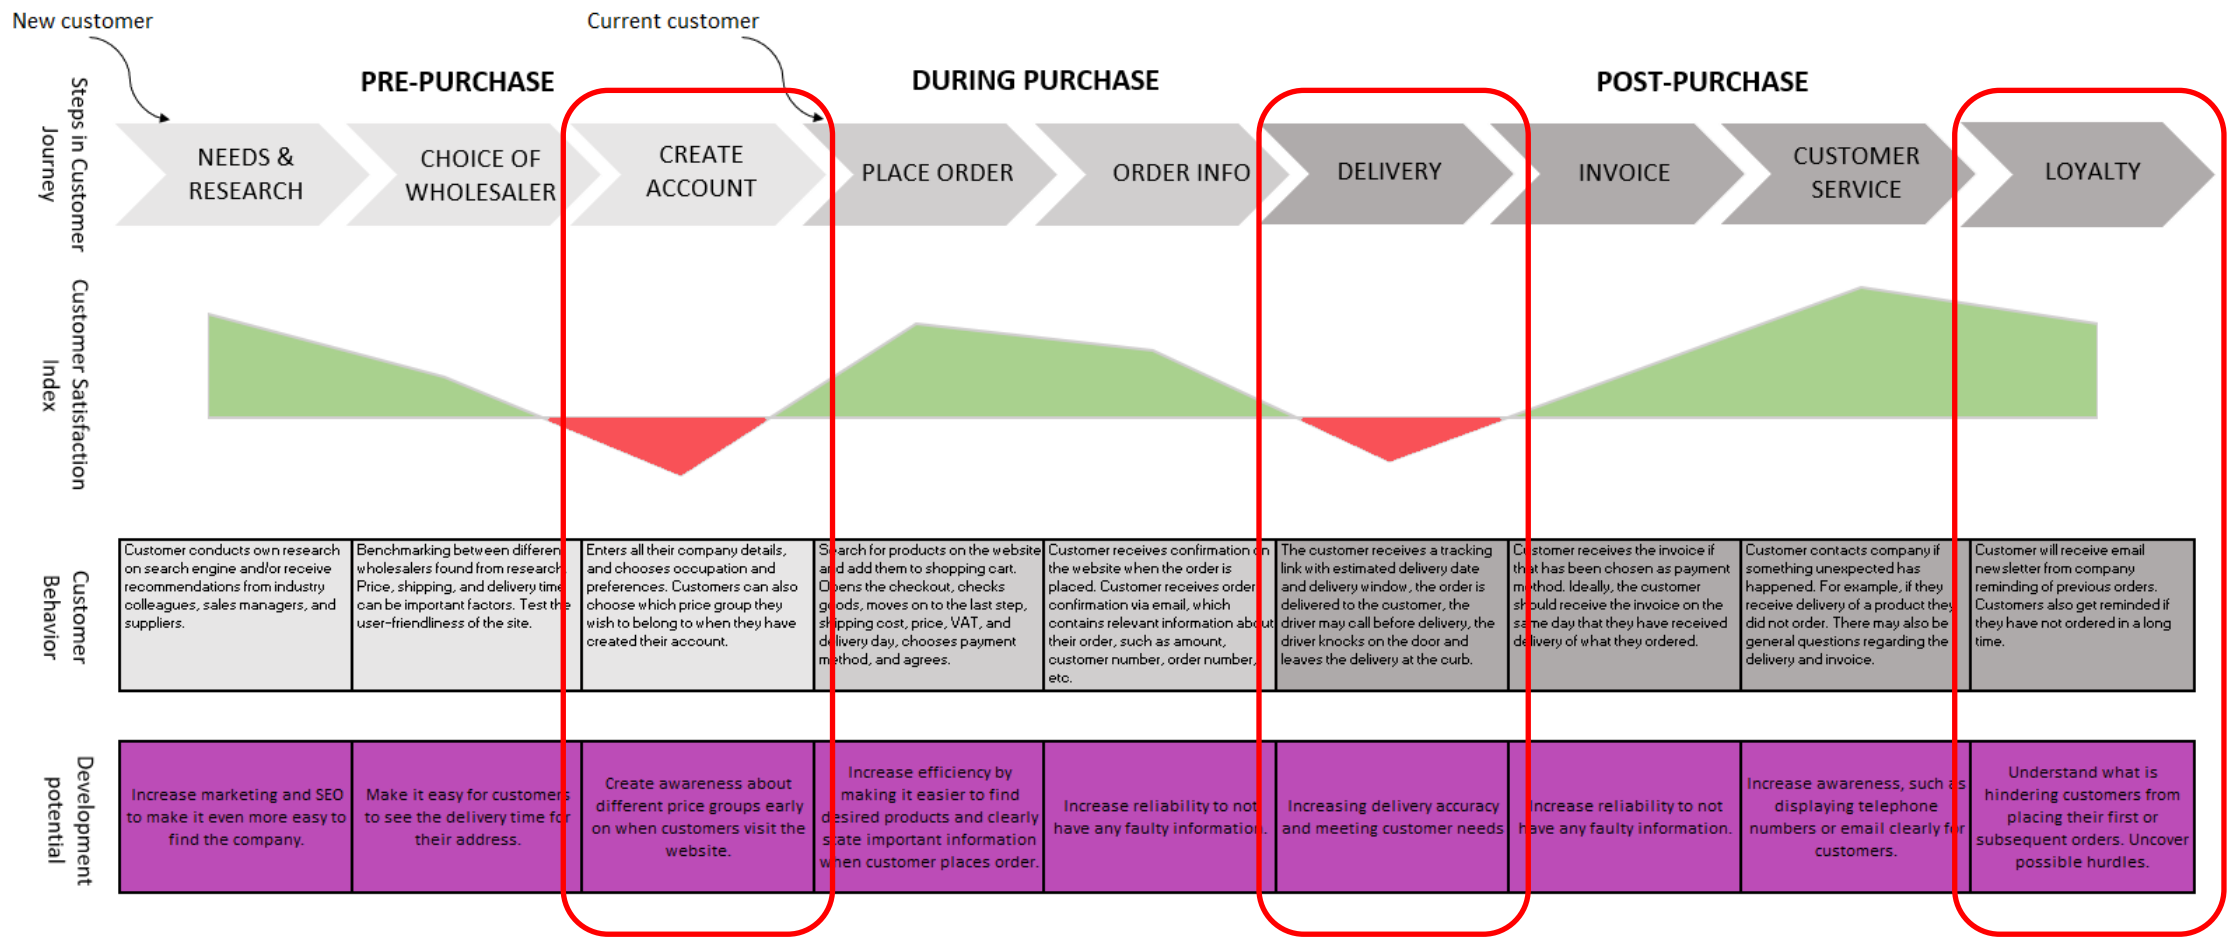 New customer
Current customer
PRE-PURCHASE
DURING PURCHASE
POST-PURCHASE
Steps in Customer
Journey
NEEDS &
RESEARCH
CHOICE OF
WHOLESALER
CREATE
ACCOUNT
PLACE ORDER
ORDER INFO
DELIVERY
INVOICE
CUSTOMER
SERVICE
LOYALTY
Customer Satisfaction
Index
Customer
Behavior
Customer conducts own research
on search engine and/or receive
recommendations from industry
colleagues, sales managers, and
suppliers.
Benchmarking between different
wholesalers found from research.
Price, shipping, and delivery time
can be important factors. Test the
user-friendliness of the site.
Enters all their company details,
and chooses occupation and
preferences. Customers can also
choose which price group they
wish to belong to when they have
created their account.
Search for products on the website
and add them to shopping cart.
Opens the checkout, checks
goods, moves on to the last step,
shipping cost, price, VAT, and
delivery day, chooses payment
method, and agrees.
Customer receives confirmation on
the website when the order is
placed. Customer receives order
confirmation via email, which
contains relevant information about
their order, such as amount,
customer number, order number,
etc.
The customer receives a tracking
link with estimated delivery date
and delivery window, the order is
delivered to the customer, the
driver may call before delivery, the
driver knocks on the door and
leaves the delivery at the curb.
Customer receives the invoice if
that has been chosen as payment
method. Ideally, the customer
should receive the invoice on the
same day that they have received
delivery of what they ordered.
Customer contacts company if
something unexpected has
happened. For example, if they
receive delivery of a product they
did not order. There may also be
general questions regarding the
delivery and invoice.
Customer will receive email
newsletter from company
reminding of previous orders.
Customers also get reminded if
they have not ordered in a long
time.
Development
potential
Increase marketing and SEO
to make it even more easy to
find the company.
Make it easy for customers
to see the delivery time for
their address.
Create awareness about
different price groups early
on when customers visit the
website.
Increase efficiency by
making it easier to find
desired products and clearly
state important information
when customer places order.
Increase reliability to not
have any faulty information.
Increasing delivery accuracy
and meeting customer needs
Increase reliability to not
have any faulty information.
Increase awareness, such as
displaying telephone
numbers or email clearly for
customers.
Understand what is
hindering customers from
placing their first or
subsequent orders. Uncover
possible hurdles.